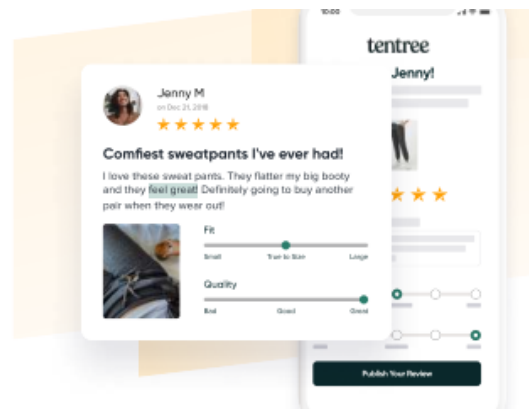 10:00
tentree
Jenny!
Jenny M
on Dec 21, 2018
Comfiest sweatpants I've ever had!
I love these sweat pants. They flatter my big booty
and they feel great! Definitely going to buy another
pair when they wear out!
Fit
Small True to Size Large
Quality
Bad Good Great
Publish Your Review